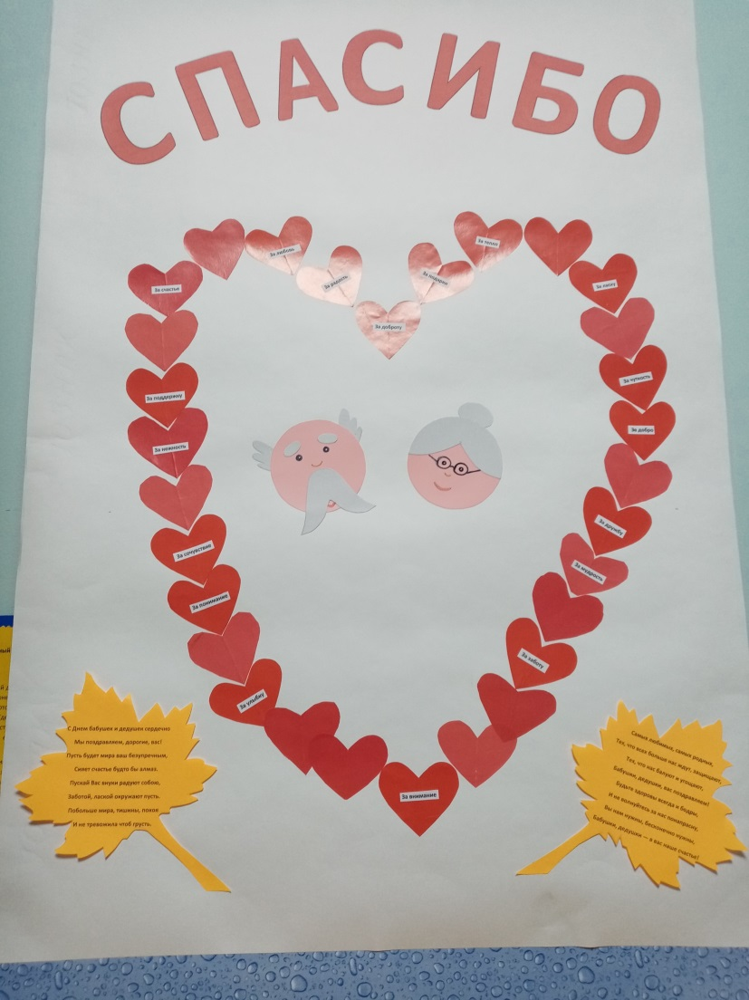 СПАСИБО
За любовь
За радость
За доброту
За подарки
За тепло
За счастье
За ласку
За поддержку
За чуткость
За нежность
За добро
За сочувствие
За дружбу
За понимание
За мудрость
За улыбку
За заботу
За внимание
С Днем бабушек и дедушек сердечно
Мы поздравляем, дорогие, вас!
Пусть будет мира ваш безупречным,
Сияет счастье будто бы алмаз.
Пускай Вас внуки радуют собою,
Заботой, лаской окружают пусть.
Побольше мира, тишины, покоя
И не тревожила чтоб грусть.
Самых любимых, самых родных,
Тех, что всех больше нас ждут, защищают,
Тех, что нас балуют и угощают,
Бабушки, дедушки, вас поздравляем!
Будьте здоровы всегда и бодры,
И не волнуйтесь за нас понапрасну,
Вы нам нужны, бесконечно нужны,
Бабушки, дедушки — в вас наше счастье!